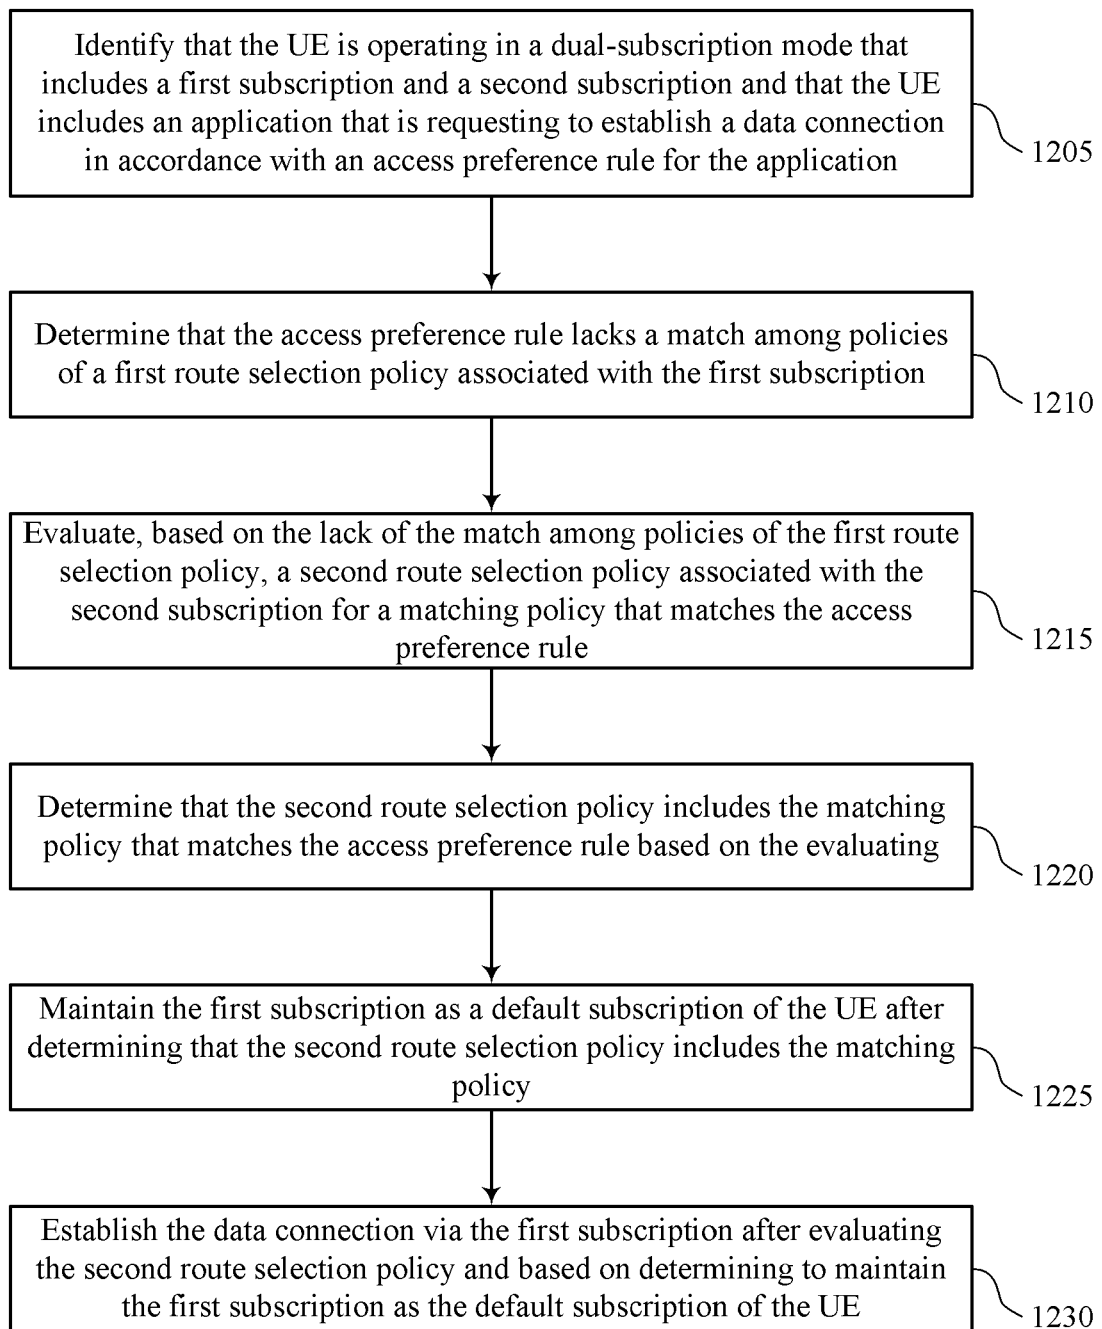 Identify that the UE is operating in a dual-subscription mode that
includes a first subscription and a second subscription and that the UE
includes an application that is requesting to establish a data connection
in accordance with an access preference rule for the application
1205
Determine that the access preference rule lacks a match among policies
of a first route selection policy associated with the first subscription
1210
Evaluate, based on the lack of the match among policies of the first route
selection policy, a second route selection policy associated with the
second subscription for a matching policy that matches the access
preference rule
1215
Determine that the second route selection policy includes the matching
policy that matches the access preference rule based on the evaluating
1220
Maintain the first subscription as a default subscription of the UE after
determining that the second route selection policy includes the matching
policy
1225
Establish the data connection via the first subscription after evaluating
the second route selection policy and based on determining to maintain
the first subscription as the default subscription of the UE
1230